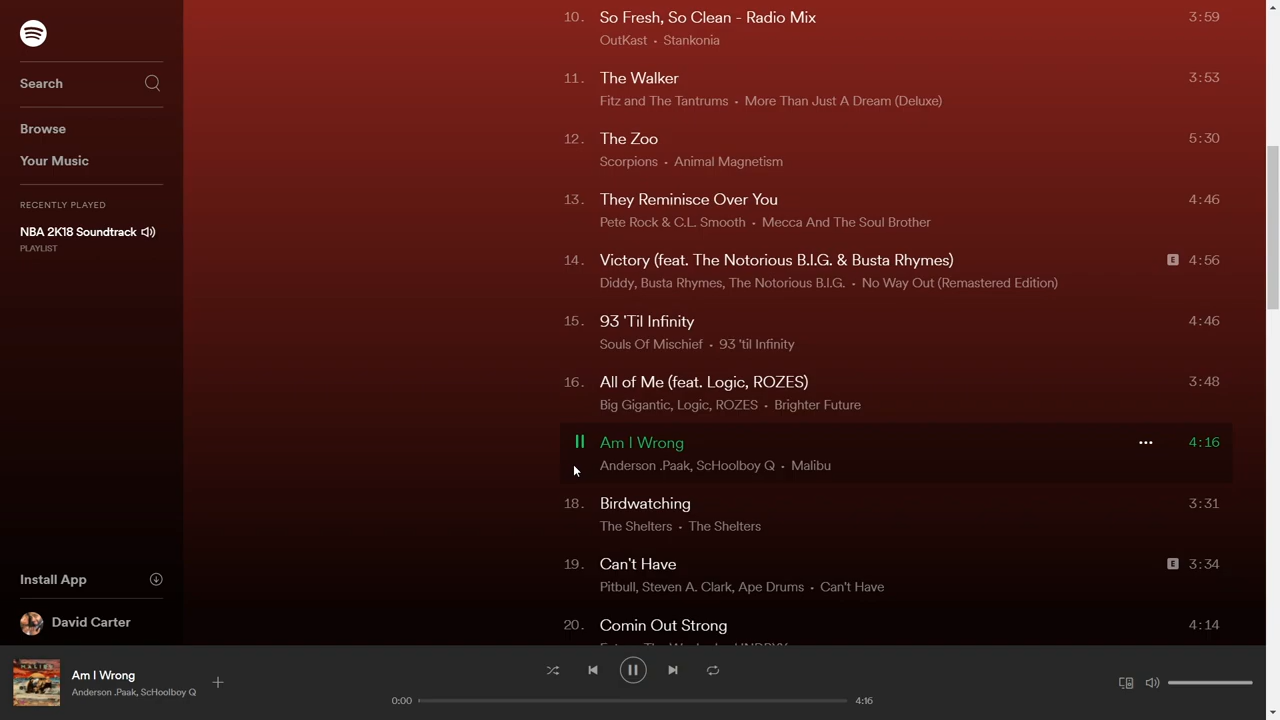 Search
Browse
Your Music
RECENTLY PLAYED
NBA 2K18 Soundtrack
PLAYLIST
Install App
David Carter
10. So Fresh, So Clean - Radio Mix 3:59
OutKast • Stankonia
11. The Walker 3:53
Fitz and The Tantrums • More Than Just A Dream (Deluxe)
12. The Zoo 5:30
Scorpions • Animal Magnetism
13. They Reminisce Over You 4:46
Pete Rock & C.L. Smooth • Mecca And The Soul Brother
14. Victory (feat. The Notorious B.I.G. & Busta Rhymes) E 4:56
Diddy, Busta Rhymes, The Notorious B.I.G. • No Way Out (Remastered Edition)
15. 93 'Til Infinity 4:46
Souls Of Mischief • 93 'til Infinity
16. All of Me (feat. Logic, ROZES) 3:48
Big Gigantic, Logic, ROZES • Brighter Future
Am I Wrong 4:16
Anderson .Paak, ScHoolboy Q • Malibu
18. Birdwatching 3:31
The Shelters • The Shelters
19. Can't Have E 3:34
Pitbull, Steven A. Clark, Ape Drums • Can't Have
20. Comin Out Strong 4:14
MALIBU
Am I Wrong
Anderson .Paak, ScHoolboy Q
0:00 4:16